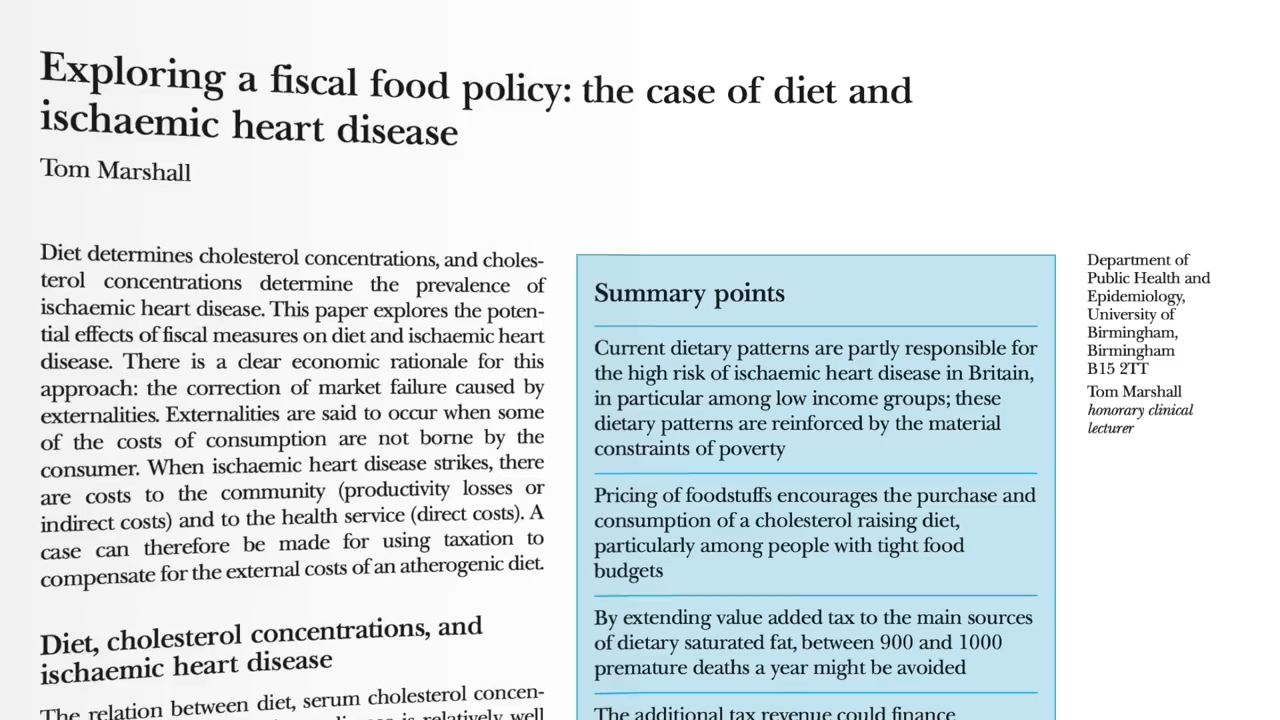 Exploring a fiscal food policy: the case of diet and
ischaemic heart disease
Tom Marshall
Diet determines cholesterol concentrations, and choles-
terol concentrations determine the prevalence of
ischaemic heart disease. This paper explores the poten-
tial effects of fiscal measures on diet and ischaemic heart
disease. There is a clear economic rationale for this
approach: the correction of market failure caused by
externalities. Externalities are said to occur when some
of the costs of consumption are not borne by the
consumer. When ischaemic heart disease strikes, there
are costs to the community (productivity losses or
indirect costs) and to the health service (direct costs). A
case can therefore be made for using taxation to
compensate for the external costs of an atherogenic diet.
Diet, cholesterol concentrations, and
ischaemic heart disease
The relation between diet, serum cholesterol concen-
is relatively well
Summary points
Current dietary patterns are partly responsible for
the high risk of ischaemic heart disease in Britain,
in particular among low income groups; these
dietary patterns are reinforced by the material
constraints of poverty
Pricing of foodstuffs encourages the purchase and
consumption of a cholesterol raising diet,
particularly among people with tight food
budgets
By extending value added tax to the main sources
of dietary saturated fat, between 900 and 1000
premature deaths a year might be avoided
The additional tax revenue could finance
Department of
Public Health and
Epidemiology,
University of
Birmingham,
Birmingham
B15 2TT
Tom Marshall
honorary clinical
lecturer